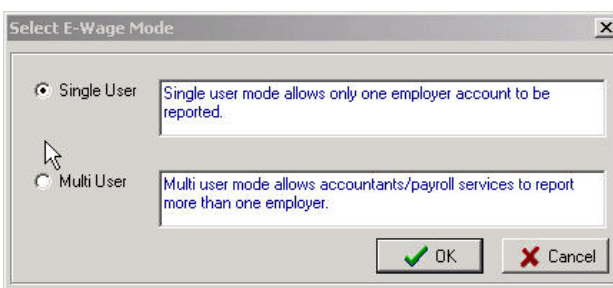 Select E-Wage Mode
Single User
Single user mode allows only one employer account to be
reported.
Multi User
Multi user mode allows accountants/payroll services to report
more than one employer.
OK
Cancel